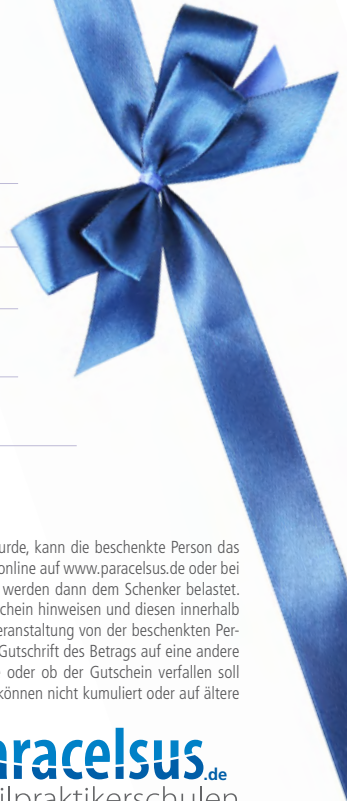 urde, kann die beschenkte Person das
online auf www.paracelsus.de oder bei
werden dann dem Schenker belastet.
chein hinweisen und diesen innerhalb
eranstaltung von der beschenkten Per-
Gutschrift des Betrags auf eine andere
oder ob der Gutschein verfallen soll
können nicht kumuliert oder auf ältere
aracelsus.de
ilpraktikerschulen